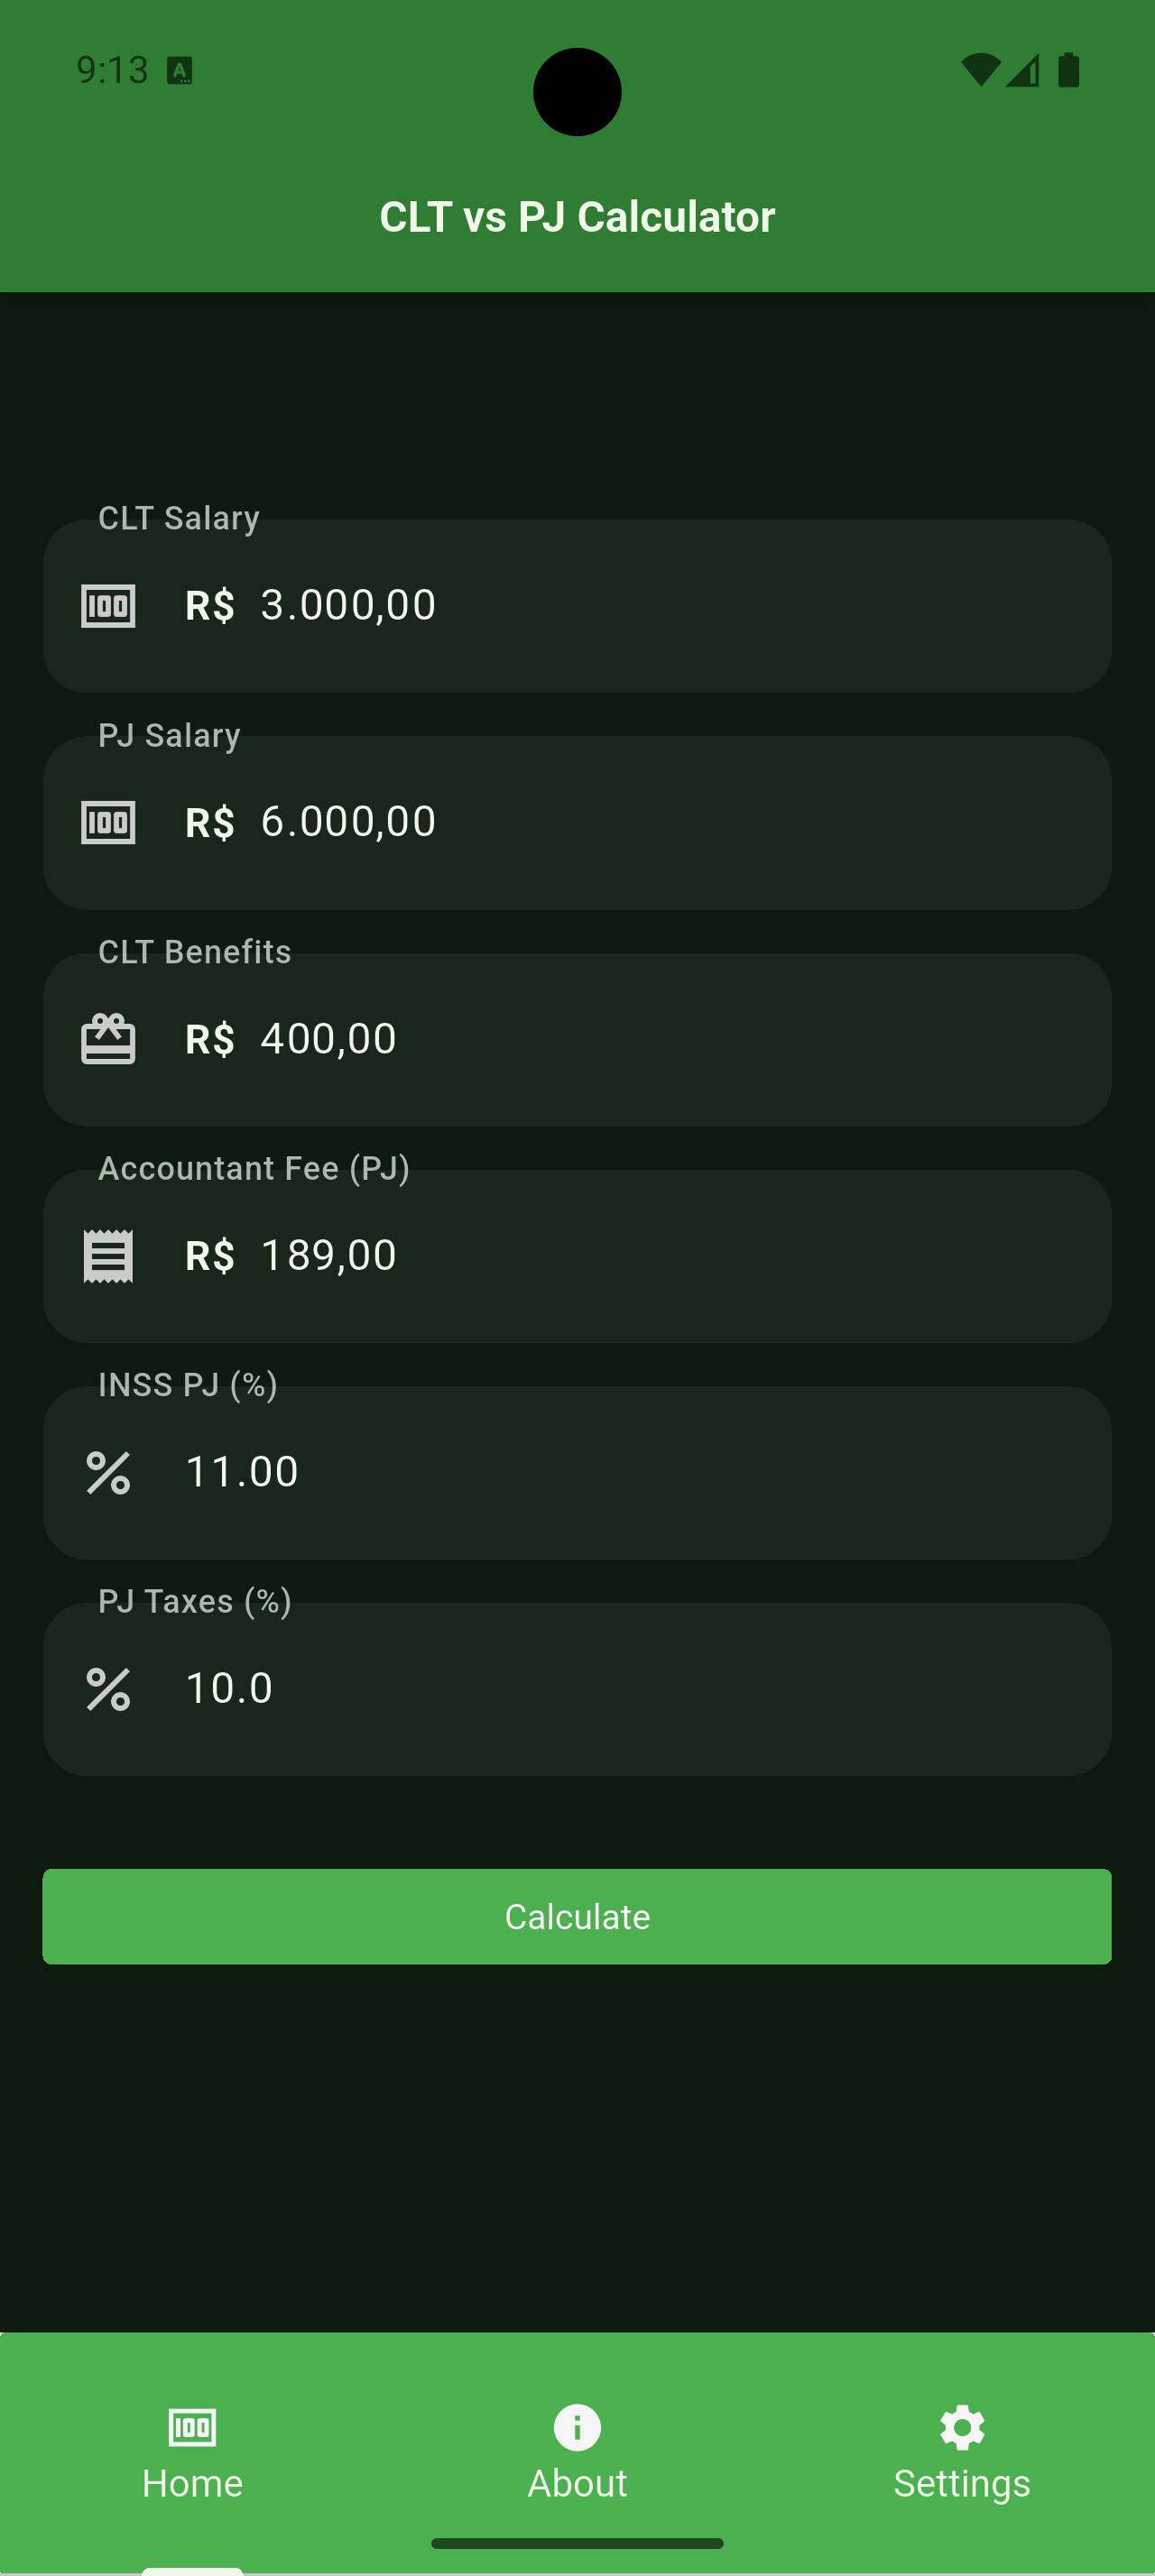 9:13
CLT vs PJ Calculator
CLT Salary
R$ 3.000,00
PJ Salary
R$ 6.000,00
CLT Benefits
R$ 400,00
Accountant Fee (PJ)
R$ 189,00
INSS PJ (%)
11.00
PJ Taxes (%)
10.0
Calculate
Home About Settings